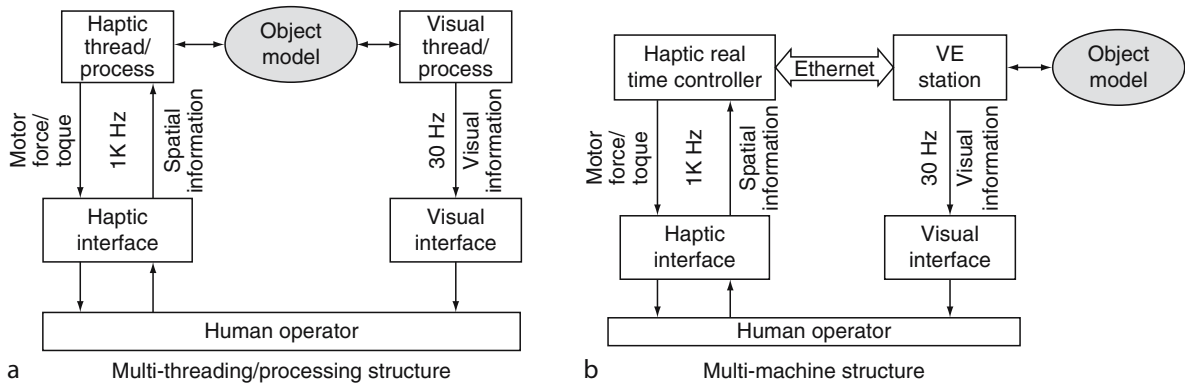 Haptic
thread/
process
Object
model
Visual
thread/
process
Motor
force/
toque
1K Hz
Spatial
information
30 Hz
Visual
information
Haptic
interface
Visual
interface
Human operator
a
Multi-threading/processing structure
Haptic real
time controller
Ethernet
VE
station
Object
model
Motor
force/
toque
1K Hz
Spatial
information
30 Hz
Visual
information
Haptic
interface
Visual
interface
Human operator
b
Multi-machine structure